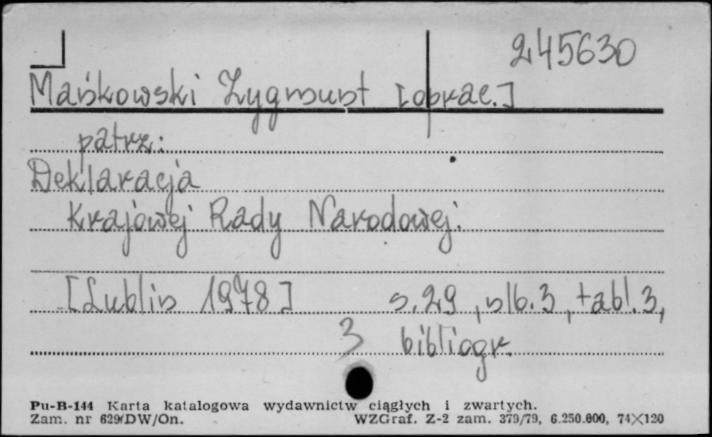 245630
Mańkowski Zygmunt [oprac.]
patrz:
Deklaracja
Krajowej Rady Narodowej.
[Lublin 1978] s. 29, nlb. 3, tabl. 3,
3 bibliogr.
Pu-B-144 Karta katalogowa wydawnictw ciągłych i zwartych.
Zam. nr 629/DW/On. WZGraf. Z-2 zam. 379/79, 6.250.000, 74×120